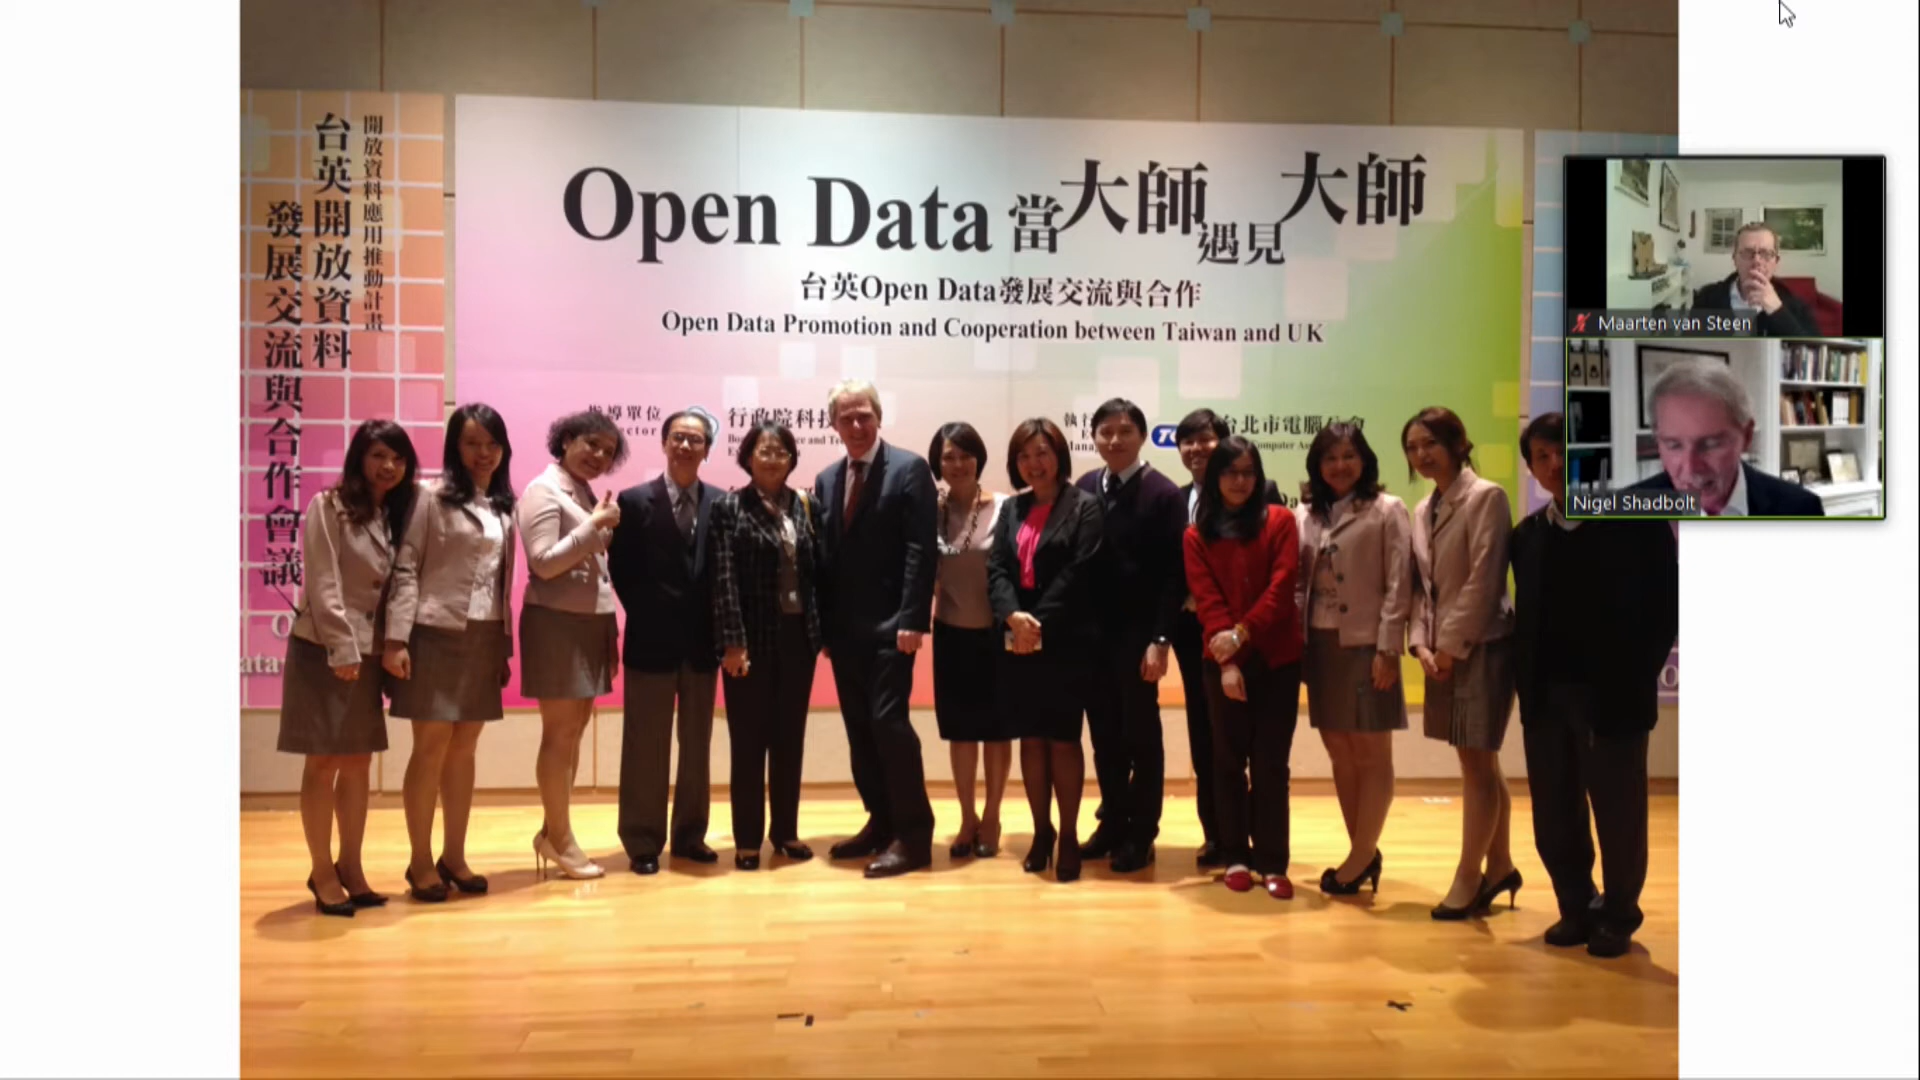 開放資料應用推動計畫
台英開放資料
發展交流與合作會議
Open Data 當大師遇見大師
台英Open Data發展交流與合作
Open Data Promotion and Cooperation between Taiwan and UK
指導單位
行政院科技
執行
台北市電腦公會
Computer
Maarten van Steen
Nigel Shadbolt